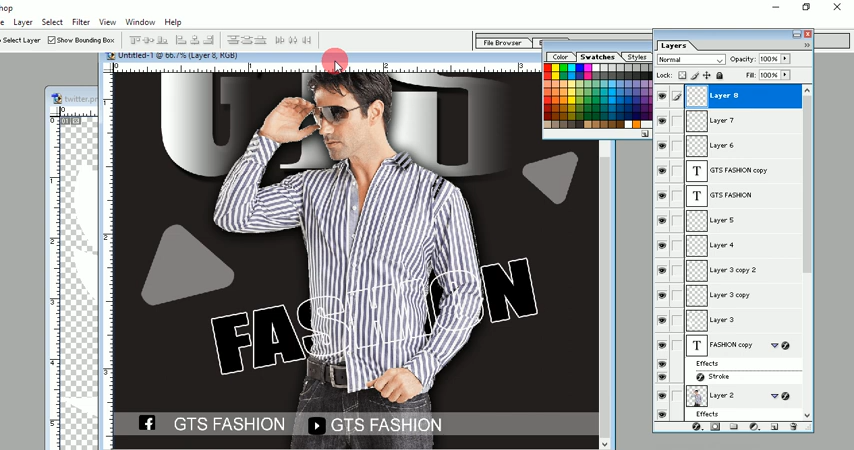 shop
e Layer Select Filter View Window Help
Select Layer Show Bounding Box
File Browser
Untitled-1 @ 66.7% (Layer 8, RGB)
twitter.pn
Color Swatches Styles
Layers
Normal Opacity: 100%
Lock: Fill: 100%
Layer 8
Layer 7
Layer 6
T GTS FASHION copy
T GTS FASHION
Layer 5
Layer 4
Layer 3 copy 2
Layer 3 copy
Layer 3
T FASHION copy
Effects
Stroke
Layer 2
Effects
FASHION
GTS FASHION GTS FASHION